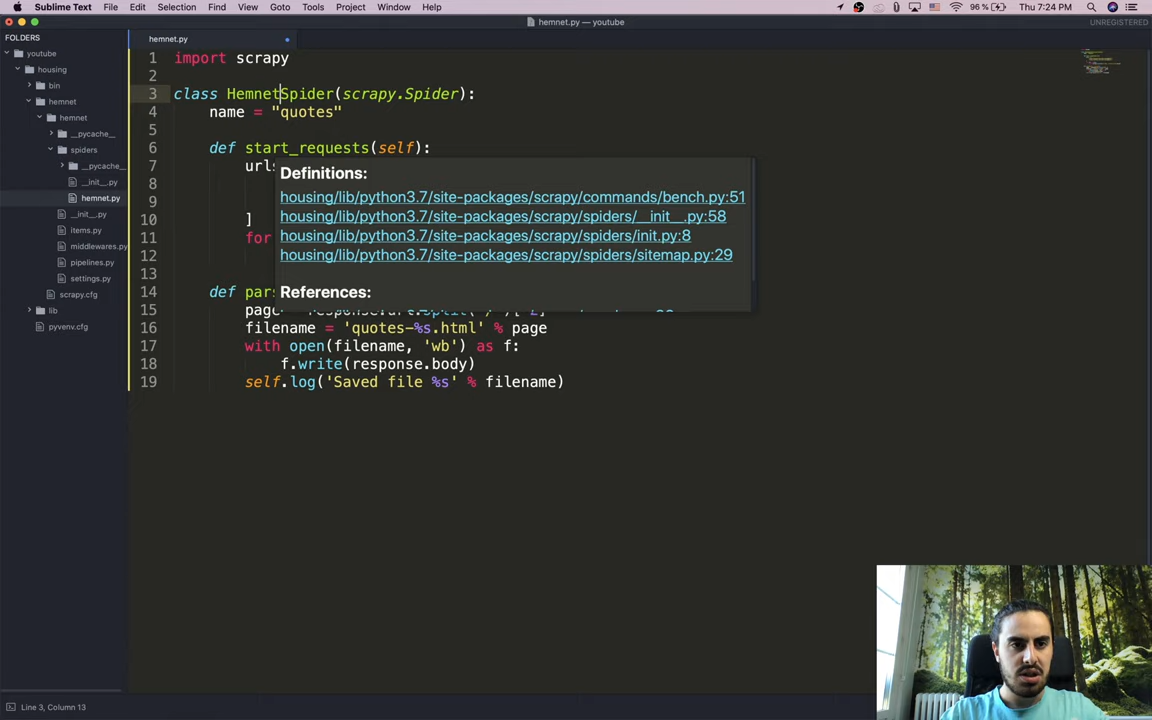 Sublime Text File Edit Selection Find View Goto Tools Project Window Help 96 % Thu 7:24 PM
hemnet.py — youtube UNREGISTERED
FOLDERS
youtube
housing
bin
hemnet
hemnet
__pycache__
spiders
__pycache__
__init__.py
hemnet.py
__init__.py
items.py
middlewares.py
pipelines.py
settings.py
scrapy.cfg
lib
pyvenv.cfg
hemnet.py
1 import scrapy
2
3 class HemnetSpider(scrapy.Spider):
4 name = "quotes"
5
6 def start_requests(self):
7 urls
8
9
10 ]
11 for
12
13
14 def pars
15 page
16 filename = 'quotes-%s.html' % page
17 with open(filename, 'wb') as f:
18 f.write(response.body)
19 self.log('Saved file %s' % filename)
Definitions:
housing/lib/python3.7/site-packages/scrapy/commands/bench.py:51
housing/lib/python3.7/site-packages/scrapy/spiders/__init__.py:58
housing/lib/python3.7/site-packages/scrapy/spiders/init.py:8
housing/lib/python3.7/site-packages/scrapy/spiders/sitemap.py:29
References:
Line 3, Column 13